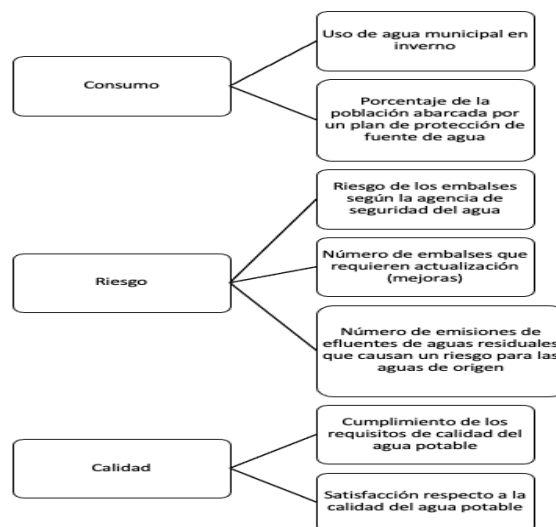 Consumo
Uso de agua municipal en
inverno
Porcentaje de la
población abarcada por
un plan de protección de
fuente de agua
Riesgo
Riesgo de los embalses
según la agencia de
seguridad del agua
Número de embalses que
requieren actualización
(mejoras)
Número de emisiones de
efluentes de aguas residuales
que causan un riesgo para las
aguas de origen
Calidad
Cumplimiento de los
requisitos de calidad del
agua potable
Satisfacción respecto a la
calidad del agua potable